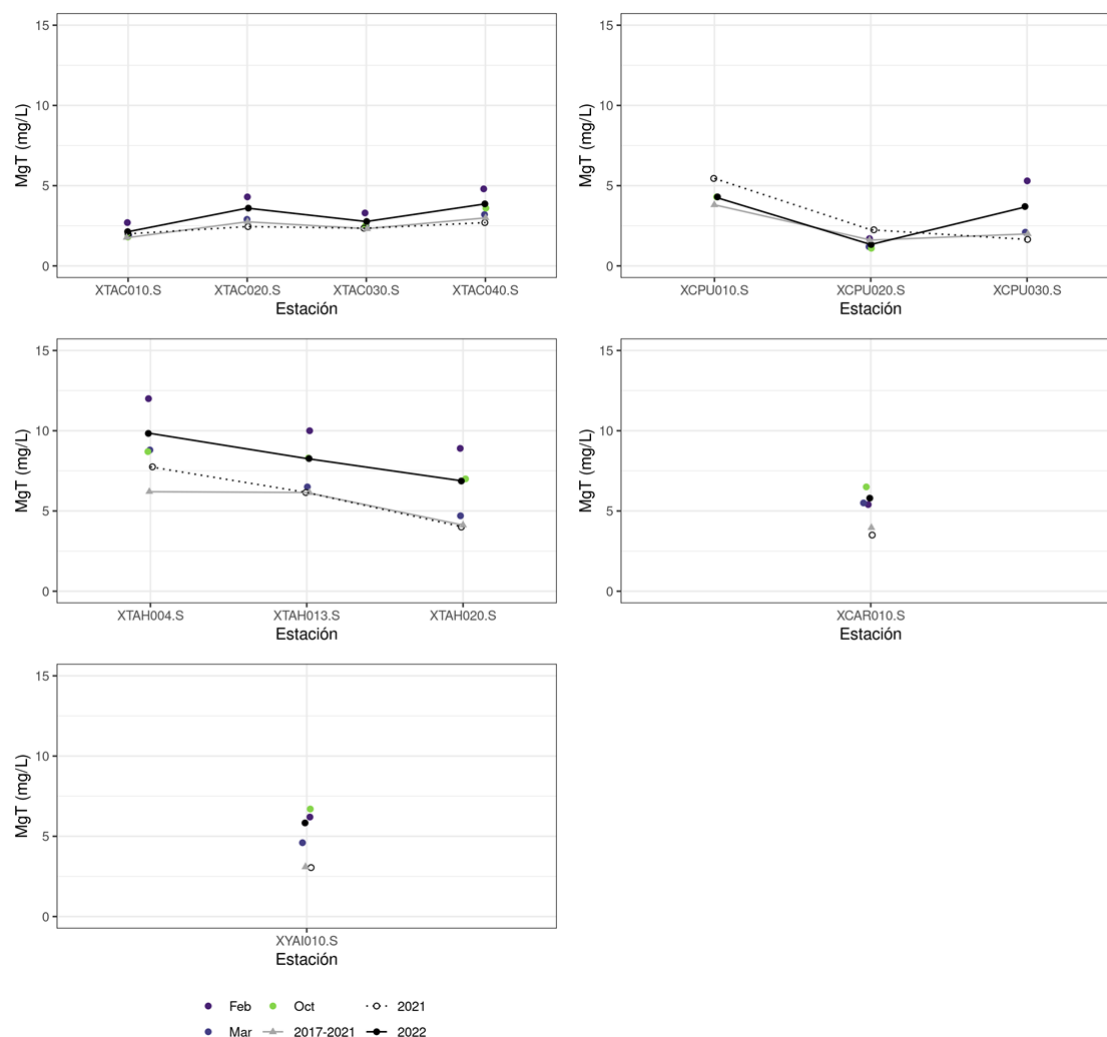 15
10
5
0
MgT (mg/L)
XTAC010.S XTAC020.S XTAC030.S XTAC040.S
Estación
15
10
5
0
MgT (mg/L)
XCPU010.S XCPU020.S XCPU030.S
Estación
15
10
5
0
MgT (mg/L)
XTAH004.S XTAH013.S XTAH020.S
Estación
15
10
5
0
MgT (mg/L)
XCAR010.S
Estación
15
10
5
0
MgT (mg/L)
XYAI010.S
Estación
Feb Oct 2021
Mar 2017-2021 2022